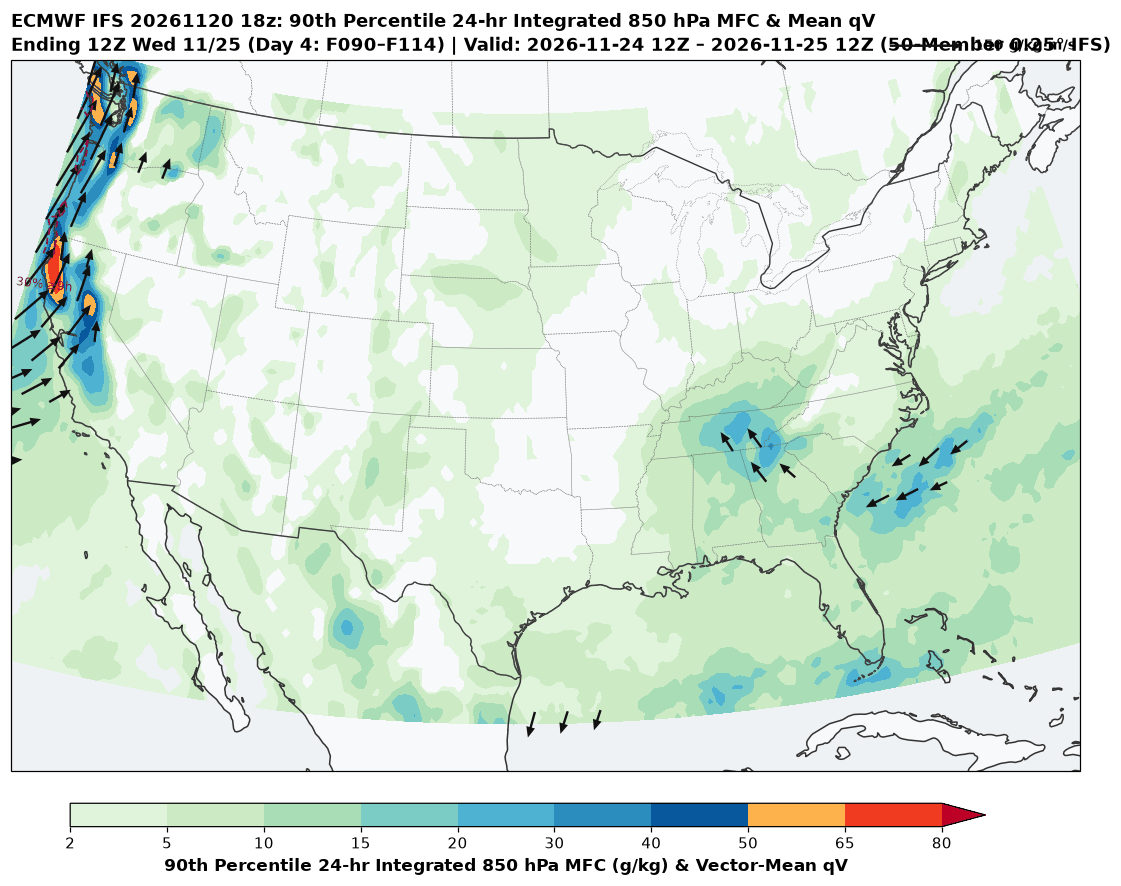 ECMWF IFS 20261120 18z: 90th Percentile 24-hr Integrated 850 hPa MFC & Mean qV
Ending 12Z Wed 11/25 (Day 4: F090–F114) | Valid: 2026-11-24 12Z – 2026-11-25 12Z (50-Member 0.25° IFS)
2 5 10 15 20 30 40 50 65 80
90th Percentile 24-hr Integrated 850 hPa MFC (g/kg) & Vector-Mean qV